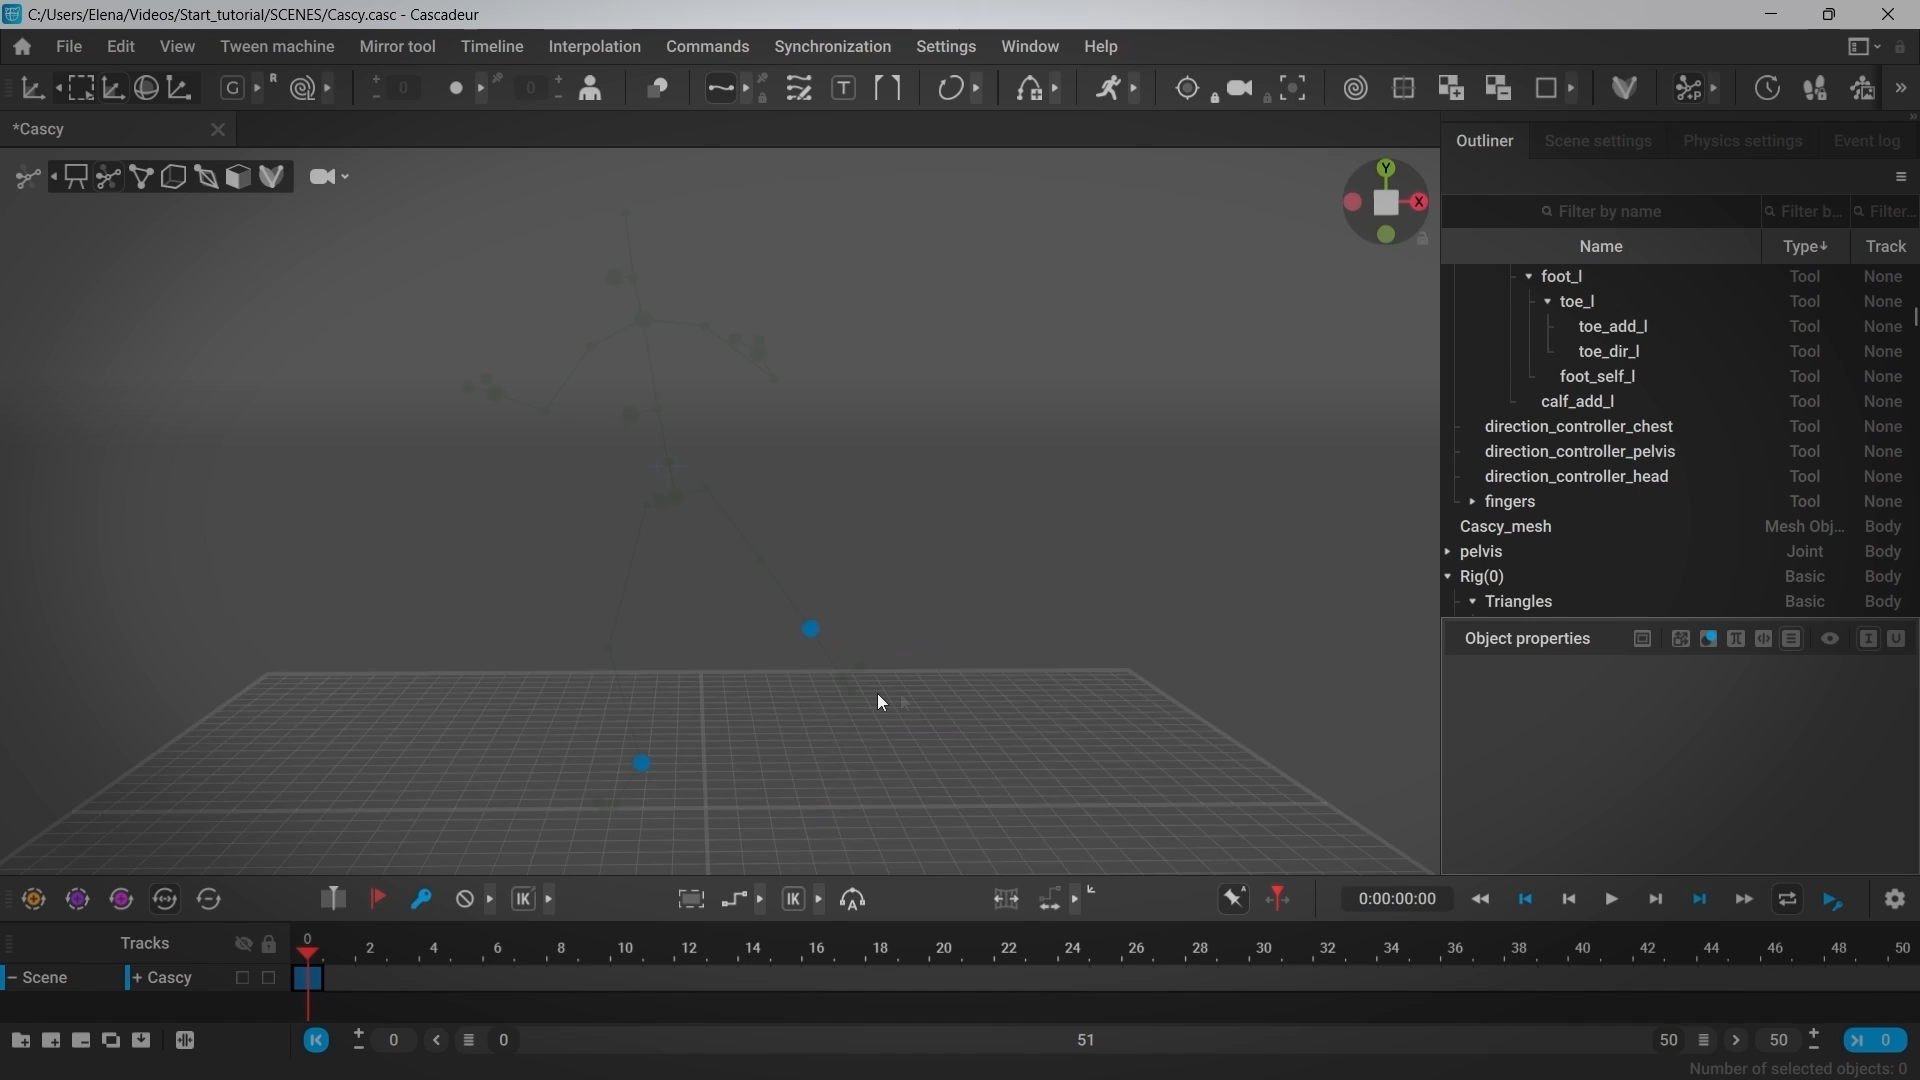 C:/Users/Elena/Videos/Start_tutorial/SCENES/Cascy.casc - Cascadeur
File Edit View Tween machine Mirror tool Timeline Interpolation Commands Synchronization Settings Window Help
G R 0 0 T P
*Cascy
Outliner Scene settings Physics settings Event log
Y
X
Filter by name Filter b... Filter...
Name Type Track
foot_l Tool None
toe_l Tool None
toe_add_l Tool None
toe_dir_l Tool None
foot_self_l Tool None
calf_add_l Tool None
direction_controller_chest Tool None
direction_controller_pelvis Tool None
direction_controller_head Tool None
fingers Tool None
Cascy_mesh Mesh Obj... Body
pelvis Joint Body
Rig(0) Basic Body
Triangles Basic Body
Object properties I U
IK IK A 0:00:00:00
Tracks 0 2 4 6 8 10 12 14 16 18 20 22 24 26 28 30 32 34 36 38 40 42 44 46 48 50
Scene + Cascy
0 0 51 50 50 0
Number of selected objects: 0